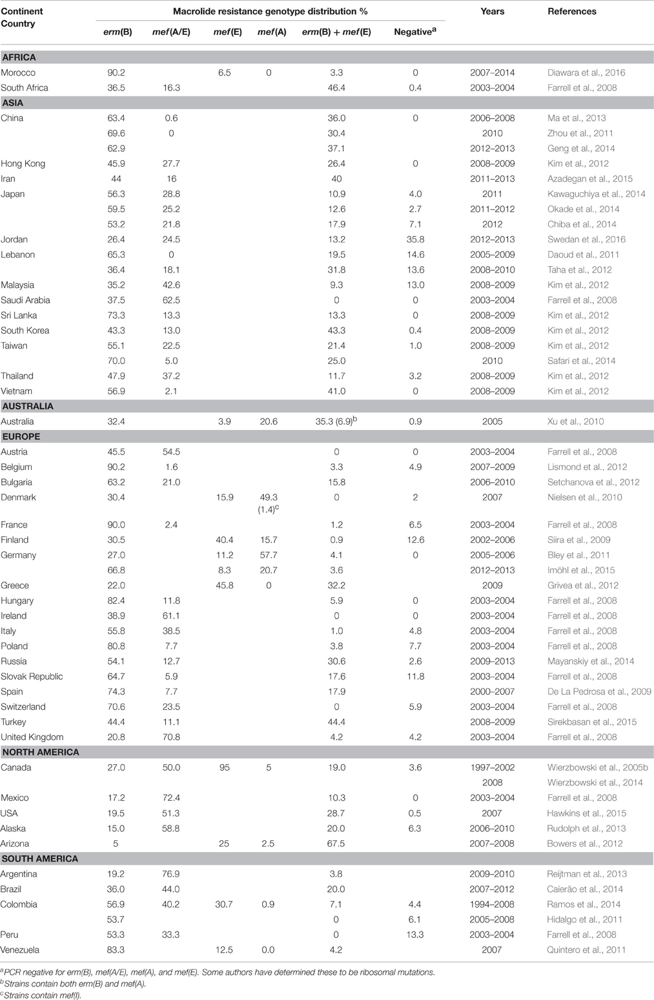 Continent Country Macrolide resistance genotype distribution % Years References
erm(B) mef(A/E) mef(E) mef(A) erm(B) + mef(E) Negativeᵃ
AFRICA
Morocco 90.2 6.5 0 3.3 0 2007–2014 Diawara et al., 2016
South Africa 36.5 16.3 46.4 0.4 2003–2004 Farrell et al., 2008
ASIA
China 63.4 0.6 36.0 0 2006–2008 Ma et al., 2013
69.6 0 30.4 2010 Zhou et al., 2011
62.9 37.1 2012–2013 Geng et al., 2014
Hong Kong 45.9 27.7 26.4 0 2008–2009 Kim et al., 2012
Iran 44 16 40 2011–2013 Azadegan et al., 2015
Japan 56.3 28.8 10.9 4.0 2011 Kawaguchiya et al., 2014
59.5 25.2 12.6 2.7 2011–2012 Okade et al., 2014
53.2 21.8 17.9 7.1 2012 Chiba et al., 2014
Jordan 26.4 24.5 13.2 35.8 2012–2013 Swedan et al., 2016
Lebanon 65.3 0 19.5 14.6 2005–2009 Daoud et al., 2011
36.4 18.1 31.8 13.6 2008–2010 Taha et al., 2012
Malaysia 35.2 42.6 9.3 13.0 2008–2009 Kim et al., 2012
Saudi Arabia 37.5 62.5 0 0 2003–2004 Farrell et al., 2008
Sri Lanka 73.3 13.3 13.3 0 2008–2009 Kim et al., 2012
South Korea 43.3 13.0 43.3 0.4 2008–2009 Kim et al., 2012
Taiwan 55.1 22.5 21.4 1.0 2008–2009 Kim et al., 2012
70.0 5.0 25.0 2010 Safari et al., 2014
Thailand 47.9 37.2 11.7 3.2 2008–2009 Kim et al., 2012
Vietnam 56.9 2.1 41.0 0 2008–2009 Kim et al., 2012
AUSTRALIA
Australia 32.4 3.9 20.6 35.3 (6.9)ᵇ 0.9 2005 Xu et al., 2010
EUROPE
Austria 45.5 54.5 0 0 2003–2004 Farrell et al., 2008
Belgium 90.2 1.6 3.3 4.9 2007–2009 Lismond et al., 2012
Bulgaria 63.2 21.0 15.8 2006–2010 Setchanova et al., 2012
Denmark 30.4 15.9 49.3 0 2 2007 Nielsen et al., 2010
(1.4)ᶜ
France 90.0 2.4 1.2 6.5 2003–2004 Farrell et al., 2008
Finland 30.5 40.4 15.7 0.9 12.6 2002–2006 Siira et al., 2009
Germany 27.0 11.2 57.7 4.1 0 2005–2006 Bley et al., 2011
66.8 8.3 20.7 3.6 2012–2013 Imöhl et al., 2015
Greece 22.0 45.8 0 32.2 2009 Grivea et al., 2012
Hungary 82.4 11.8 5.9 0 2003–2004 Farrell et al., 2008
Ireland 38.9 61.1 0 0 2003–2004 Farrell et al., 2008
Italy 55.8 38.5 1.0 4.8 2003–2004 Farrell et al., 2008
Poland 80.8 7.7 3.8 7.7 2003–2004 Farrell et al., 2008
Russia 54.1 12.7 30.6 2.6 2009–2013 Mayanskiy et al., 2014
Slovak Republic 64.7 5.9 17.6 11.8 2003–2004 Farrell et al., 2008
Spain 74.3 7.7 17.9 2000–2007 De La Pedrosa et al., 2009
Switzerland 70.6 23.5 0 5.9 2003–2004 Farrell et al., 2008
Turkey 44.4 11.1 44.4 2008–2009 Sirekbasan et al., 2015
United Kingdom 20.8 70.8 4.2 4.2 2003–2004 Farrell et al., 2008
NORTH AMERICA
Canada 27.0 50.0 95 5 19.0 3.6 1997–2002 Wierzbowski et al., 2005b
2008 Wierzbowski et al., 2014
Mexico 17.2 72.4 10.3 0 2003–2004 Farrell et al., 2008
USA 19.5 51.3 28.7 0.5 2007 Hawkins et al., 2015
Alaska 15.0 58.8 20.0 6.3 2006–2010 Rudolph et al., 2013
Arizona 5 25 2.5 67.5 2007–2008 Bowers et al., 2012
SOUTH AMERICA
Argentina 19.2 76.9 3.8 2009–2010 Reijtman et al., 2013
Brazil 36.0 44.0 20.0 2007–2012 Caierão et al., 2014
Colombia 56.9 40.2 30.7 0.9 7.1 4.4 1994–2008 Ramos et al., 2014
53.7 0 6.1 2005–2008 Hidalgo et al., 2011
Peru 53.3 33.3 0 13.3 2003–2004 Farrell et al., 2008
Venezuela 83.3 12.5 0.0 4.2 2007 Quintero et al., 2011
ᵃPCR negative for erm(B), mef(A/E), mef(A), and mef(E). Some authors have determined these to be ribosomal mutations.
ᵇStrains contain both erm(B) and mef(A).
ᶜStrains contain mef(I).